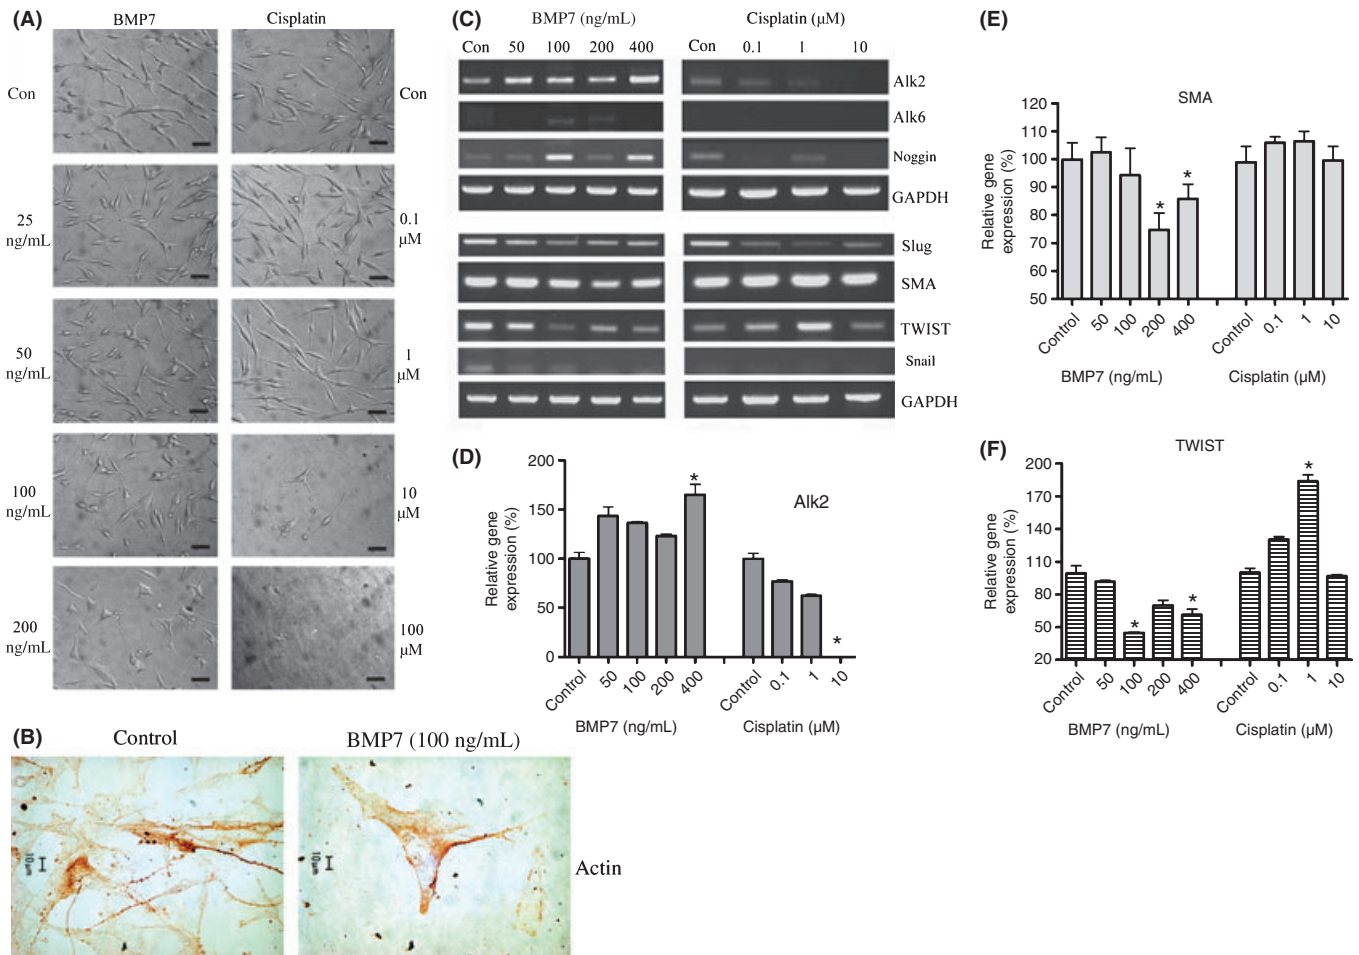 (A)
BMP7 Cisplatin
Con Con
25 ng/mL 0.1 µM
50 ng/mL 1 µM
100 ng/mL 10 µM
200 ng/mL 100 µM
(B)
Control BMP7 (100 ng/mL)
10µm 10µm
Actin
(C)
BMP7 (ng/mL) Cisplatin (µM)
Con 50 100 200 400 Con 0.1 1 10
Alk2
Alk6
Noggin
GAPDH
Slug
SMA
TWIST
Snail
GAPDH
(D)
Alk2
Relative gene
expression (%)
200
150
100
50
0
* *
Control 50 100 200 400 Control 0.1 1 10
BMP7 (ng/mL) Cisplatin (µM)
(E)
SMA
Relative gene
expression (%)
120
110
100
90
80
70
60
50
* *
Control 50 100 200 400 Control 0.1 1 10
BMP7 (ng/mL) Cisplatin (µM)
(F)
TWIST
Relative gene
expression (%)
200
170
140
110
80
50
20
* * *
Control 50 100 200 400 Control 0.1 1 10
BMP7 (ng/mL) Cisplatin (µM)